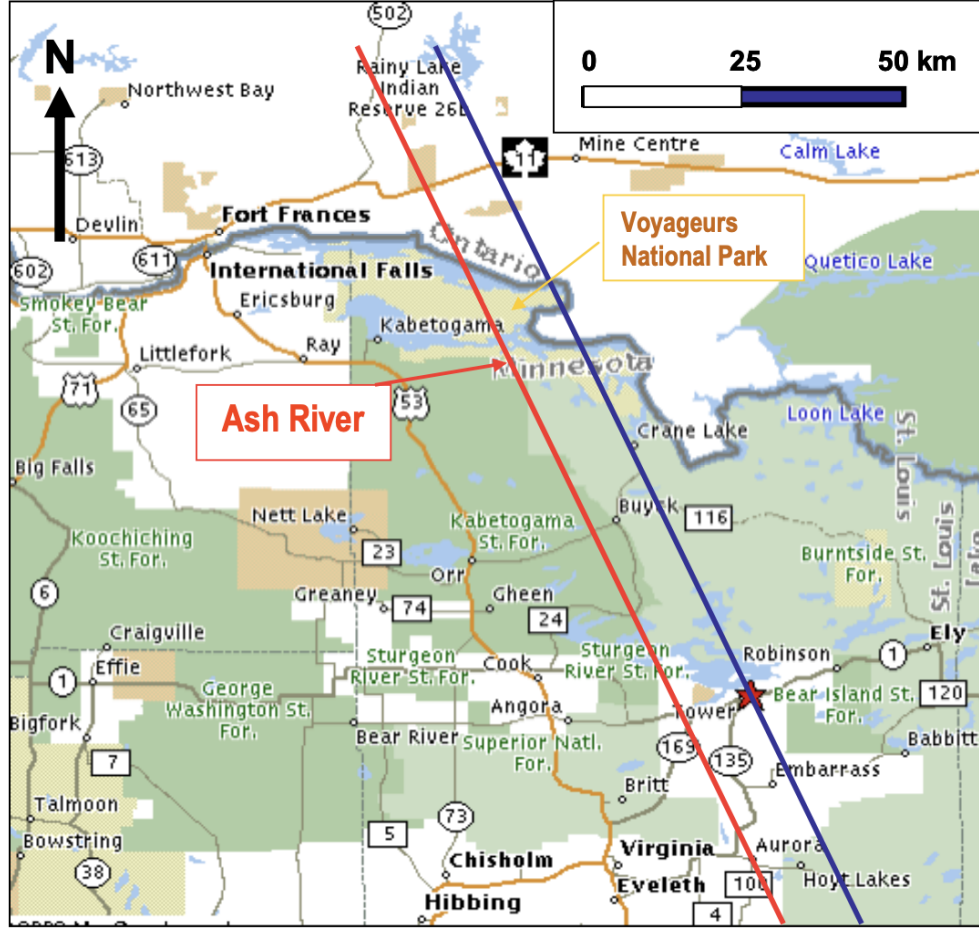 502
N
0 25 50 km
Rainy Lake
Indian
Reserve 26B
Northwest Bay
11
Mine Centre
Calm Lake
613
Fort Frances
Devlin
Ontario
Voyageurs
National Park
602
611
International Falls
Quetico Lake
Smokey Bear
St. For.
Ericsburg
Kabetogama
Littlefork
Ray
Minnesota
71
53
65
Ash River
Loon Lake
Crane Lake
St. Louis
Big Falls
Nett Lake
Buyck
116
Koochiching
St. For.
23
Kabetogama
St. For.
Burntside St.
For.
St. Louis
Orr
6
Greaney
74
Gheen
24
Craigville
Ely
Effie
Sturgeon
River St. For.
Cook
Sturgeon
River St. For.
Robinson
1
1
George
Washington St.
For.
Angora
Tower
Bear Island St.
For.
120
Bigfork
Bear River
Superior Natl.
For.
169
135
Babbitt
7
Embarrass
Britt
Talmoon
73
5
Bowstring
Virginia
Aurora
38
Chisholm
Eveleth
Hoyt Lakes
Hibbing
4